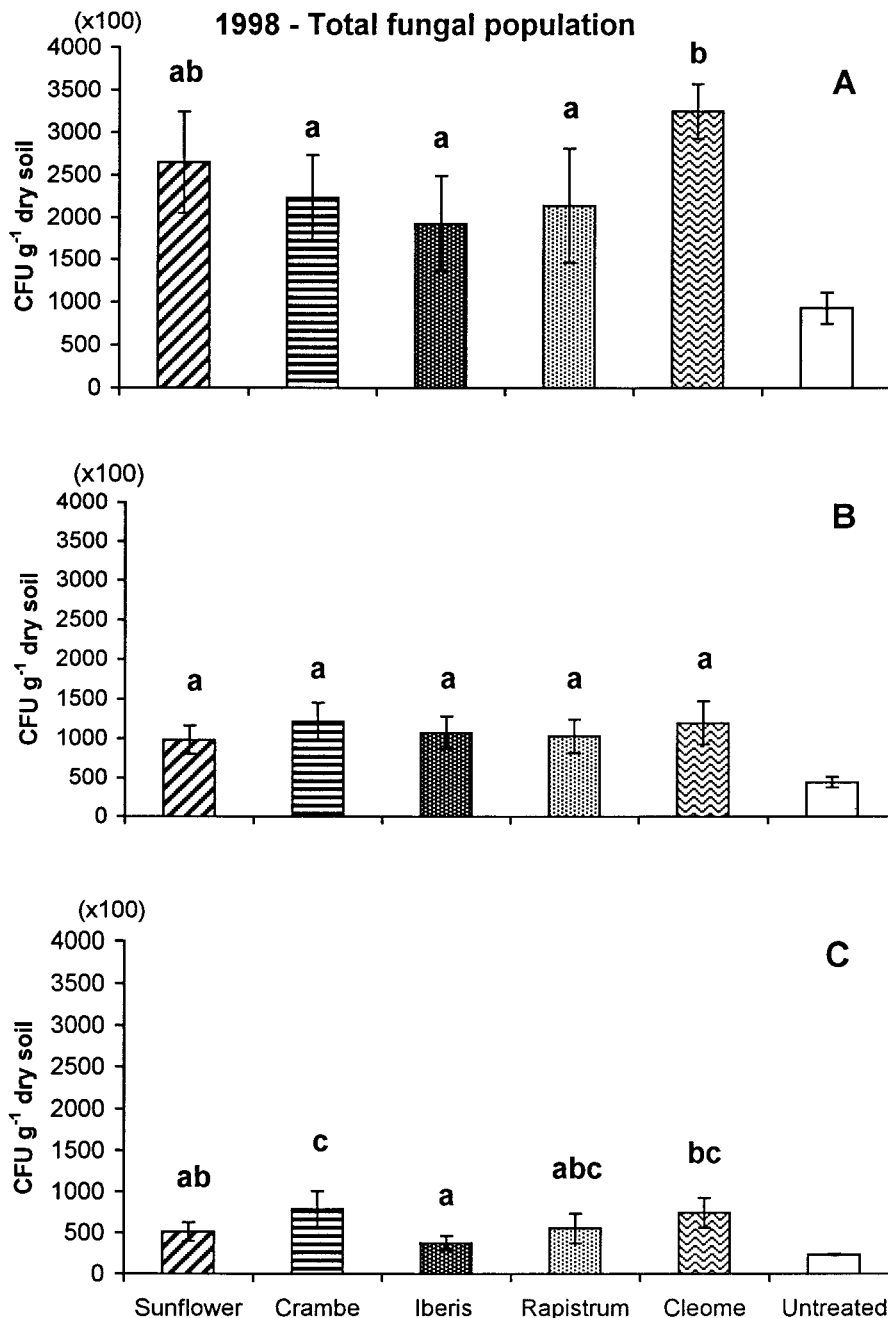 (x100) 1998 - Total fungal population
4000
3500
3000
2500
2000
1500
1000
500
0
CFU g⁻¹ dry soil
ab a a a b
A
(x100)
4000
3500
3000
2500
2000
1500
1000
500
0
CFU g⁻¹ dry soil
a a a a a
B
(x100)
4000
3500
3000
2500
2000
1500
1000
500
0
CFU g⁻¹ dry soil
ab c a abc bc
C
Sunflower Crambe Iberis Rapistrum Cleome Untreated